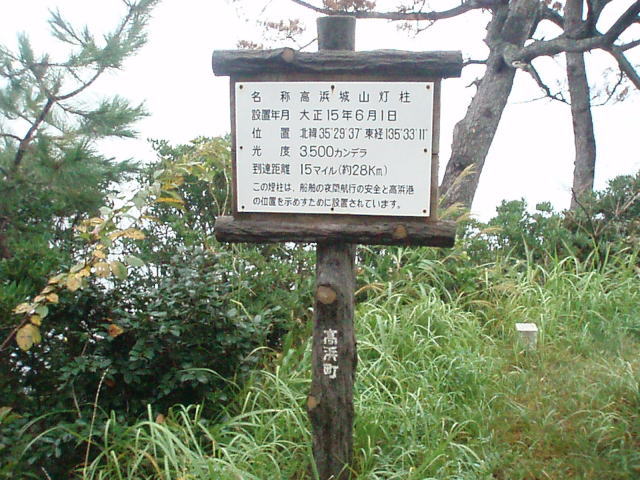 名称 高浜城山灯柱
設置年月 大正15年6月1日
位置 北緯35°29'37" 東経135°33'11"
光度 3.500カンデラ
到達距離 15マイル(約28Km)
この燈柱は、船舶の夜間航行の安全と高浜港
の位置を示めすために設置されています。
高浜町